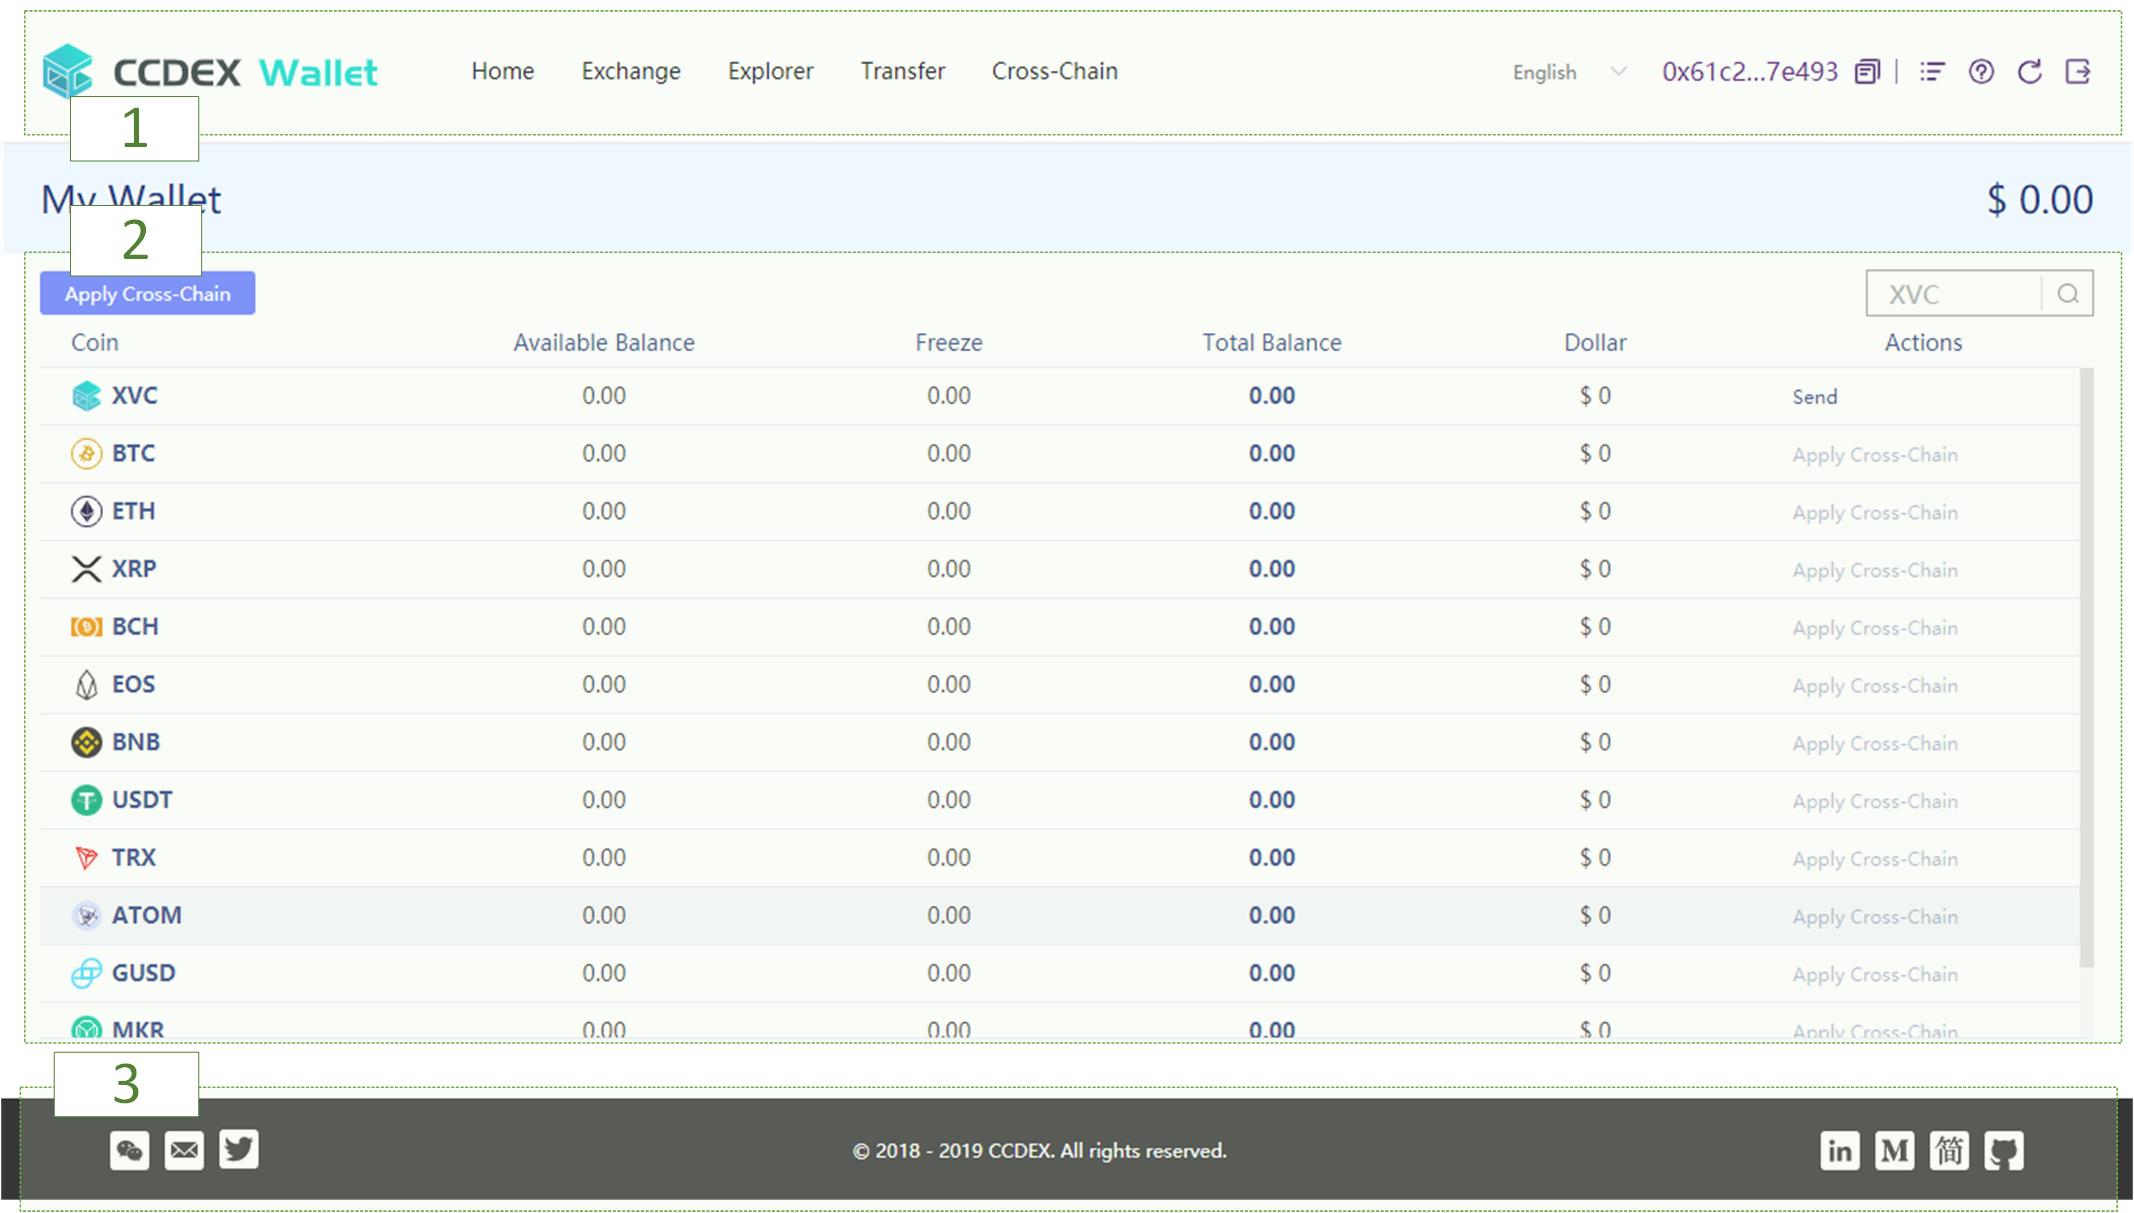 CCDEX Wallet Home Exchange Explorer Transfer Cross-Chain English 0x61c2...7e493
1
My Wallet $ 0.00
2
Apply Cross-Chain XVC
Coin Available Balance Freeze Total Balance Dollar Actions
XVC 0.00 0.00 0.00 $ 0 Send
BTC 0.00 0.00 0.00 $ 0 Apply Cross-Chain
ETH 0.00 0.00 0.00 $ 0 Apply Cross-Chain
XRP 0.00 0.00 0.00 $ 0 Apply Cross-Chain
BCH 0.00 0.00 0.00 $ 0 Apply Cross-Chain
EOS 0.00 0.00 0.00 $ 0 Apply Cross-Chain
BNB 0.00 0.00 0.00 $ 0 Apply Cross-Chain
USDT 0.00 0.00 0.00 $ 0 Apply Cross-Chain
TRX 0.00 0.00 0.00 $ 0 Apply Cross-Chain
ATOM 0.00 0.00 0.00 $ 0 Apply Cross-Chain
GUSD 0.00 0.00 0.00 $ 0 Apply Cross-Chain
MKR 0.00 0.00 0.00 $ 0 Apply Cross-Chain
3
© 2018 - 2019 CCDEX. All rights reserved. in M 简